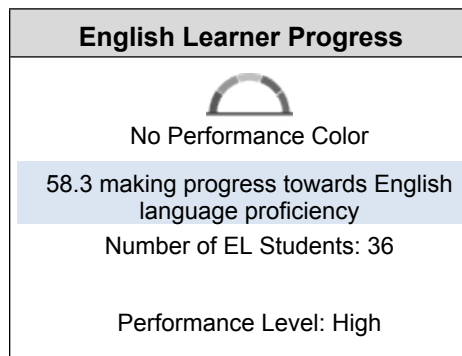 English Learner Progress
No Performance Color
58.3 making progress towards English
language proficiency
Number of EL Students: 36
Performance Level: High